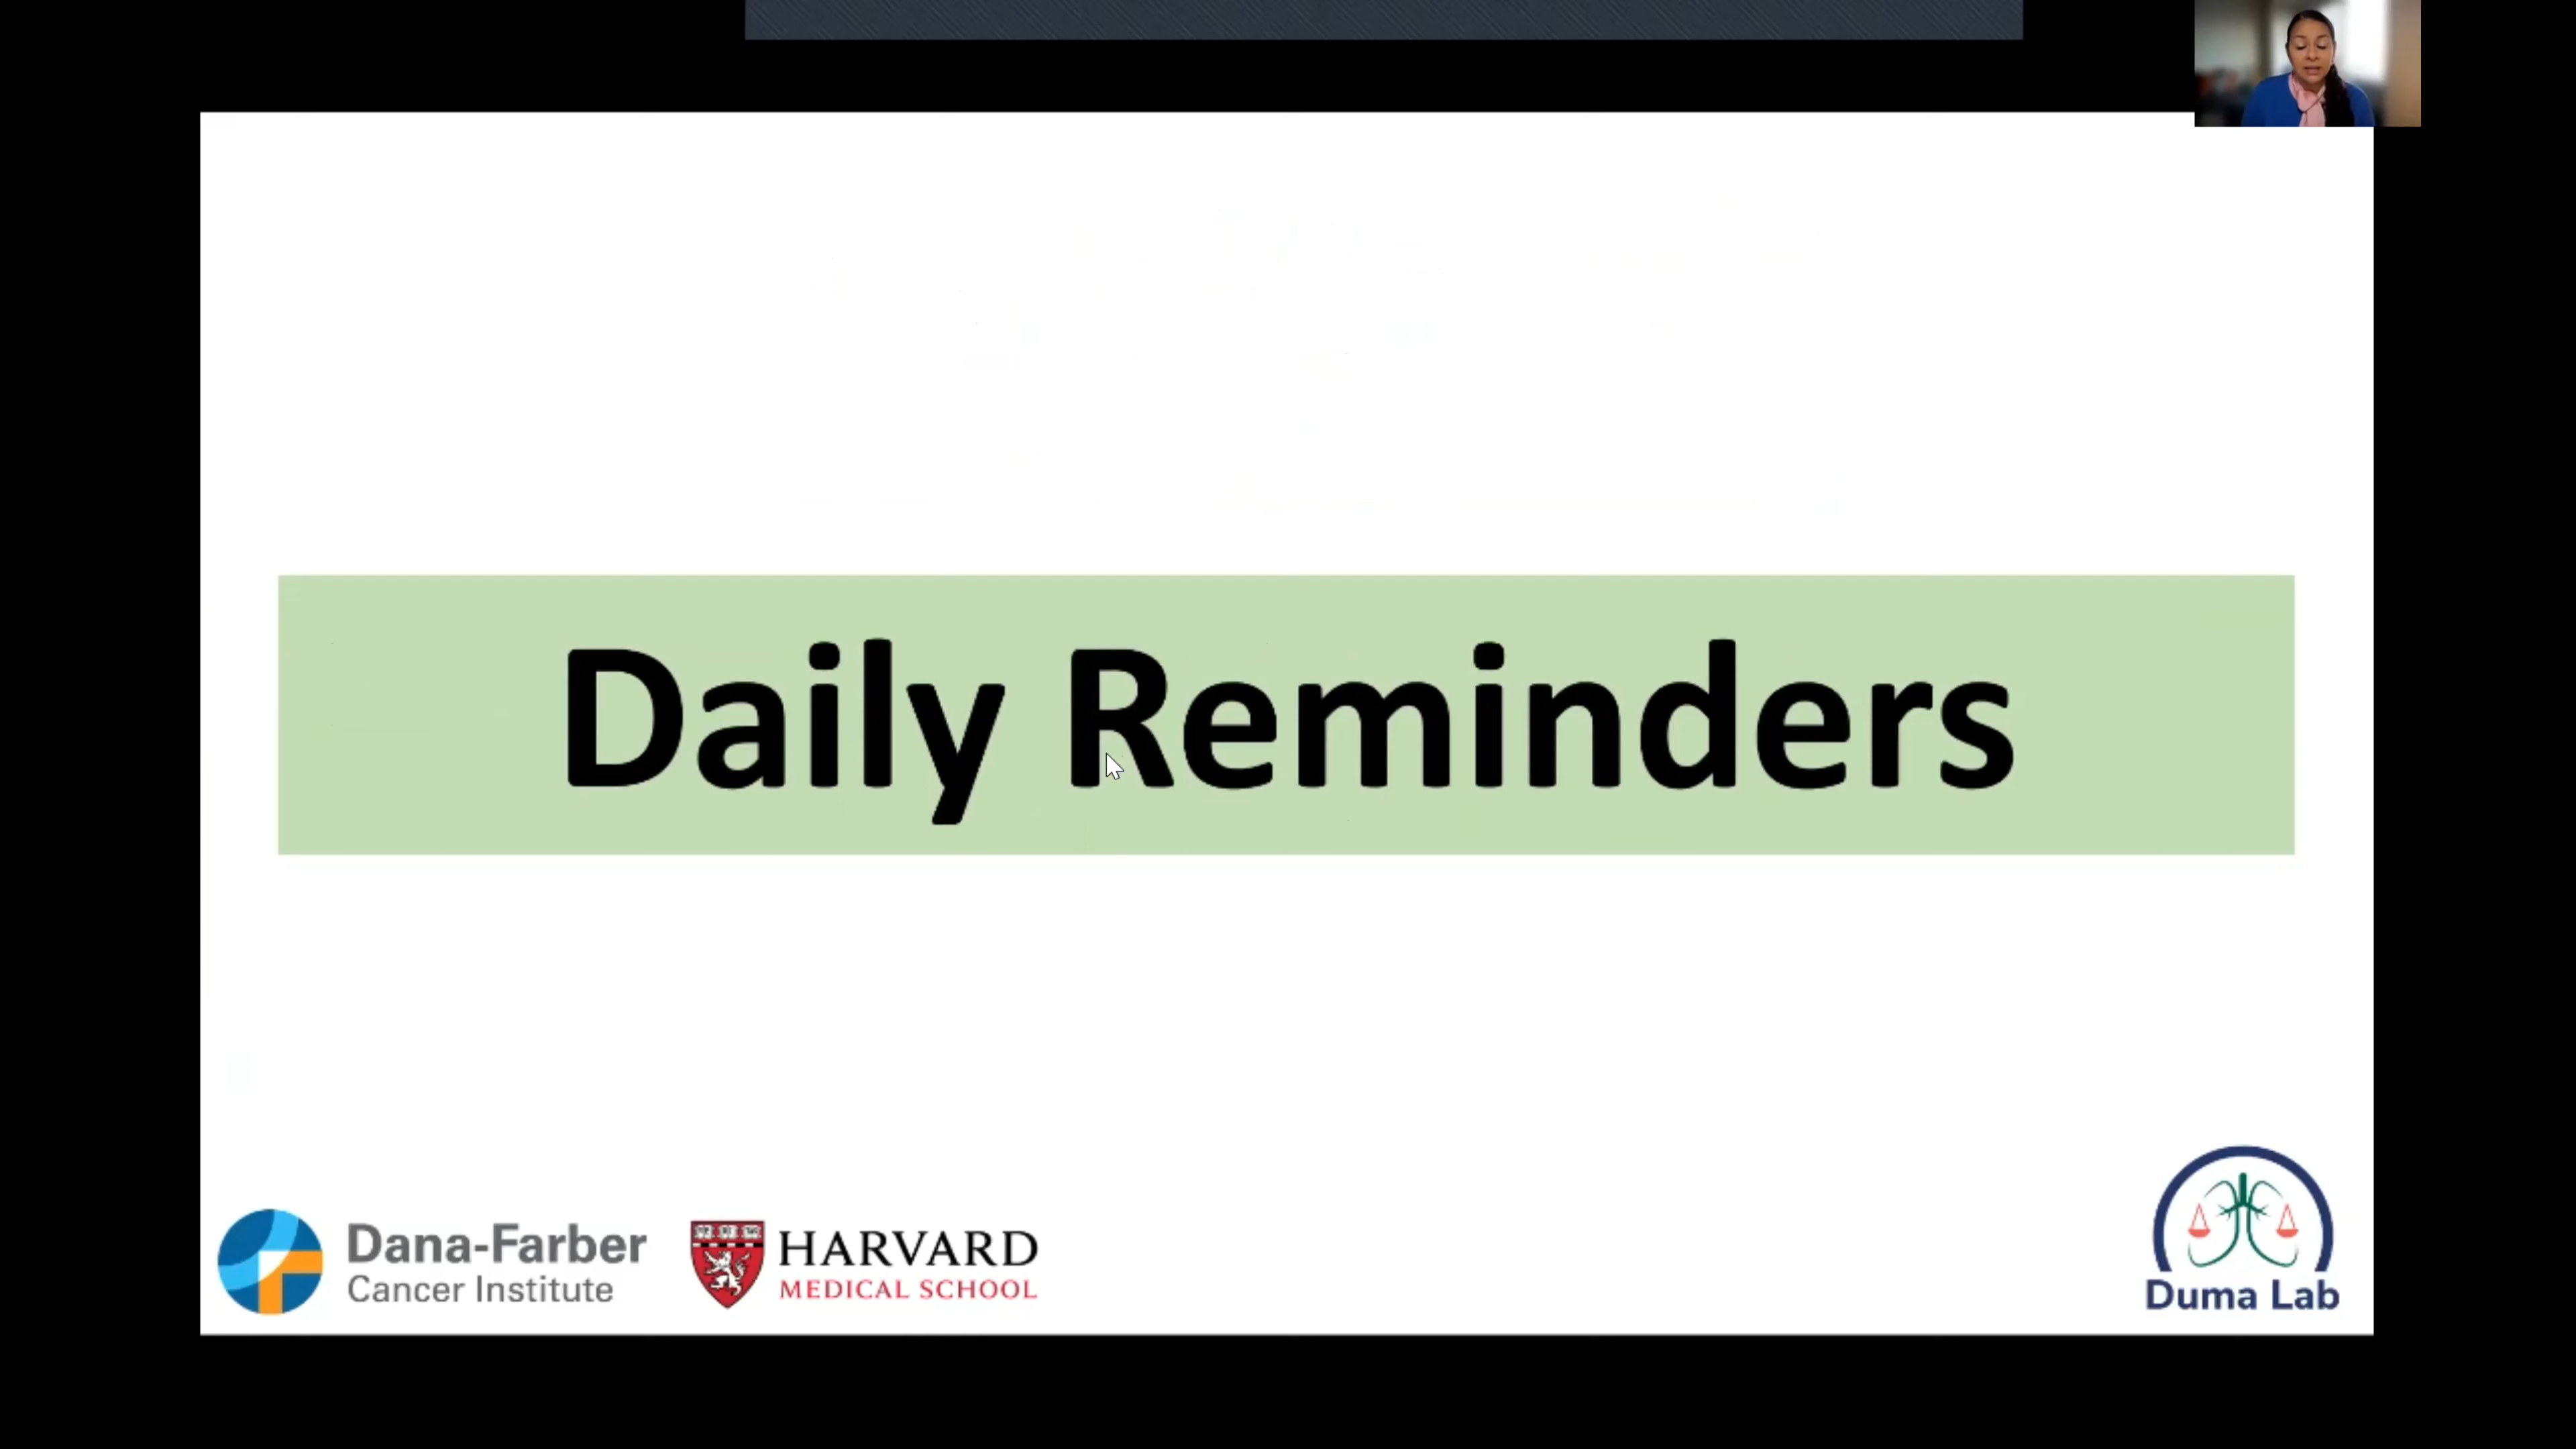 Daily Reminders
Dana-Farber
Cancer Institute
HARVARD
MEDICAL SCHOOL
Duma Lab